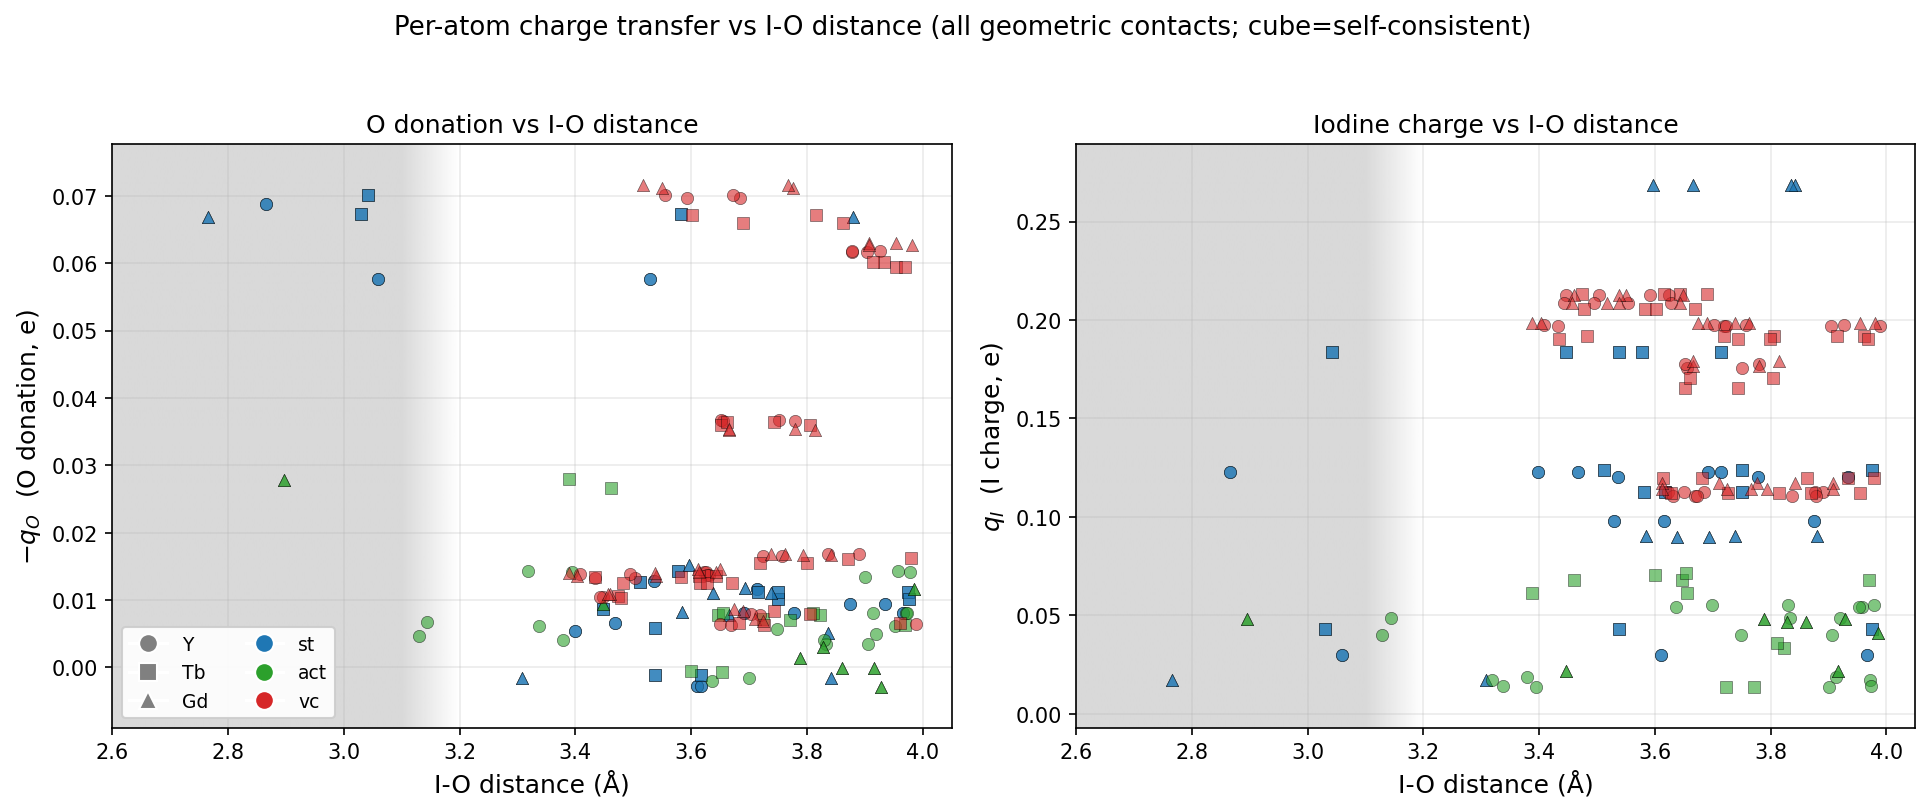 Per-atom charge transfer vs I-O distance (all geometric contacts; cube=self-consistent)
O donation vs I-O distance
−q_O (O donation, e)
0.07
0.06
0.05
0.04
0.03
0.02
0.01
0.00
Y
Tb
Gd
st
act
vc
2.6 2.8 3.0 3.2 3.4 3.6 3.8 4.0
I-O distance (Å)
Iodine charge vs I-O distance
q_I (I charge, e)
0.25
0.20
0.15
0.10
0.05
0.00
2.6 2.8 3.0 3.2 3.4 3.6 3.8 4.0
I-O distance (Å)